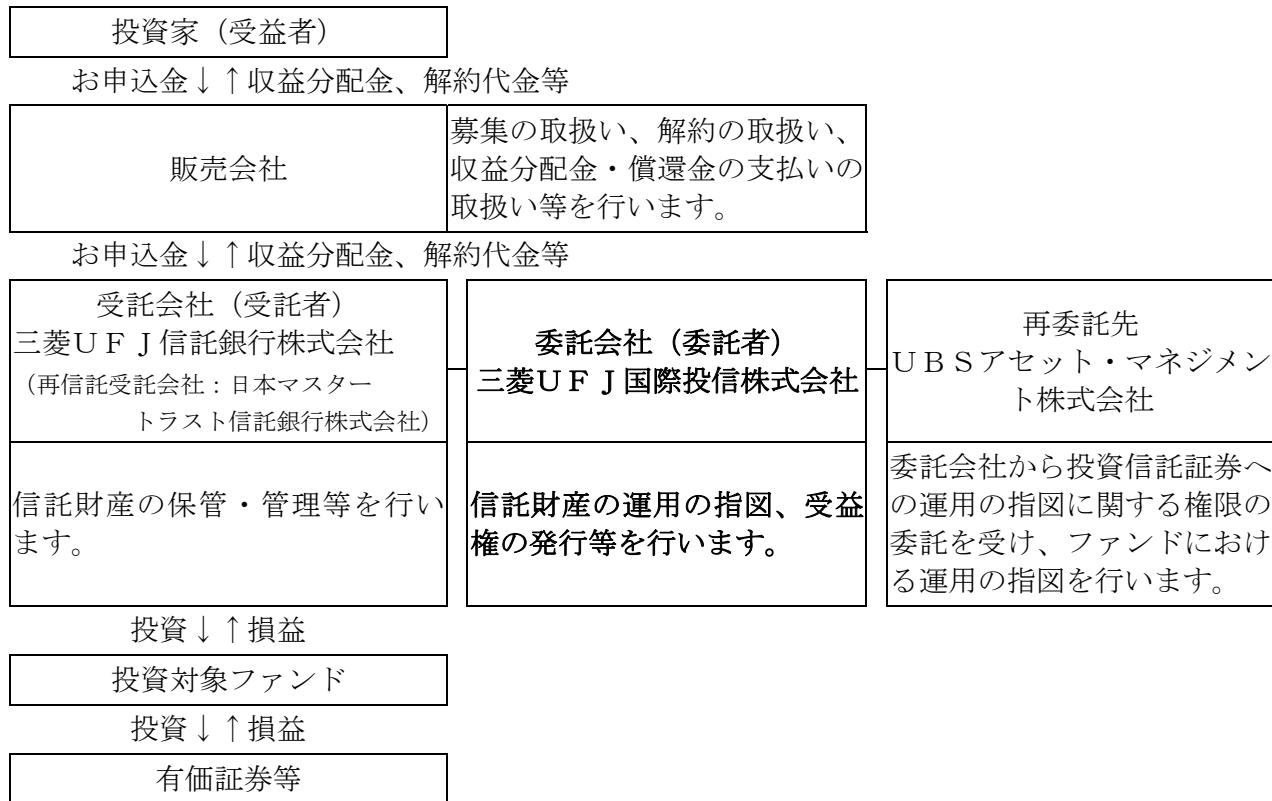 投資家（受益者）
お申込金↓↑収益分配金、解約代金等
販売会社
募集の取扱い、解約の取扱い、
収益分配金・償還金の支払いの
取扱い等を行います。
お申込金↓↑収益分配金、解約代金等
受託会社（受託者）
三菱ＵＦＪ信託銀行株式会社
（再信託受託会社：日本マスター
トラスト信託銀行株式会社）
委託会社（委託者）
三菱ＵＦＪ国際投信株式会社
再委託先
ＵＢＳアセット・マネジメン
ト株式会社
信託財産の保管・管理等を行い
ます。
信託財産の運用の指図、受益
権の発行等を行います。
委託会社から投資信託証券へ
の運用の指図に関する権限の
委託を受け、ファンドにおけ
る運用の指図を行います。
投資↓↑損益
投資対象ファンド
投資↓↑損益
有価証券等